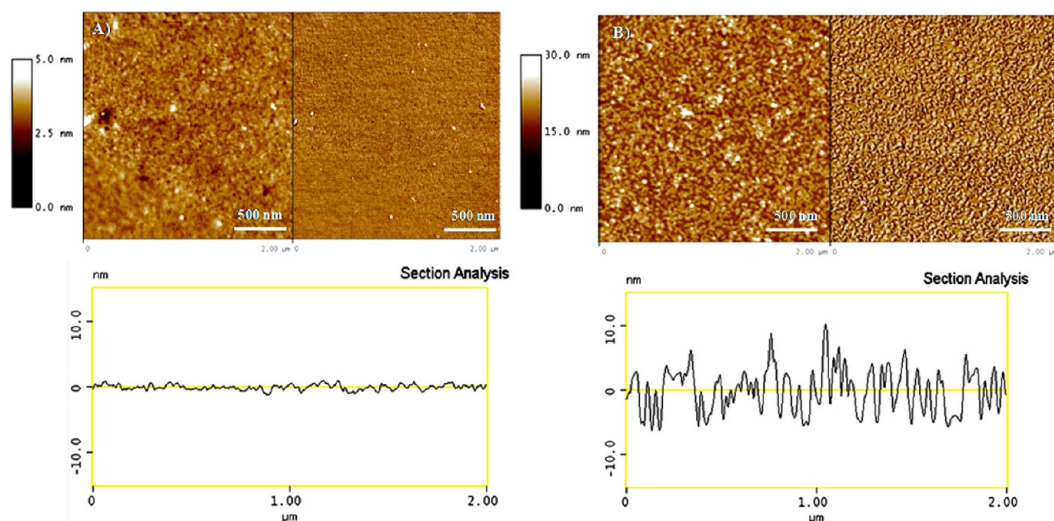 A)
5.0 nm
2.5 nm
0.0 nm
500 nm
500 nm
0
2.00 µm
0
2.00 µm
B)
30.0 nm
15.0 nm
0.0 nm
500 nm
500 nm
0
2.00 µm
0
2.00 µm
nm
Section Analysis
10.0
0
-10.0
0
1.00
2.00
µm
nm
Section Analysis
10.0
0
-10.0
0
1.00
2.00
µm